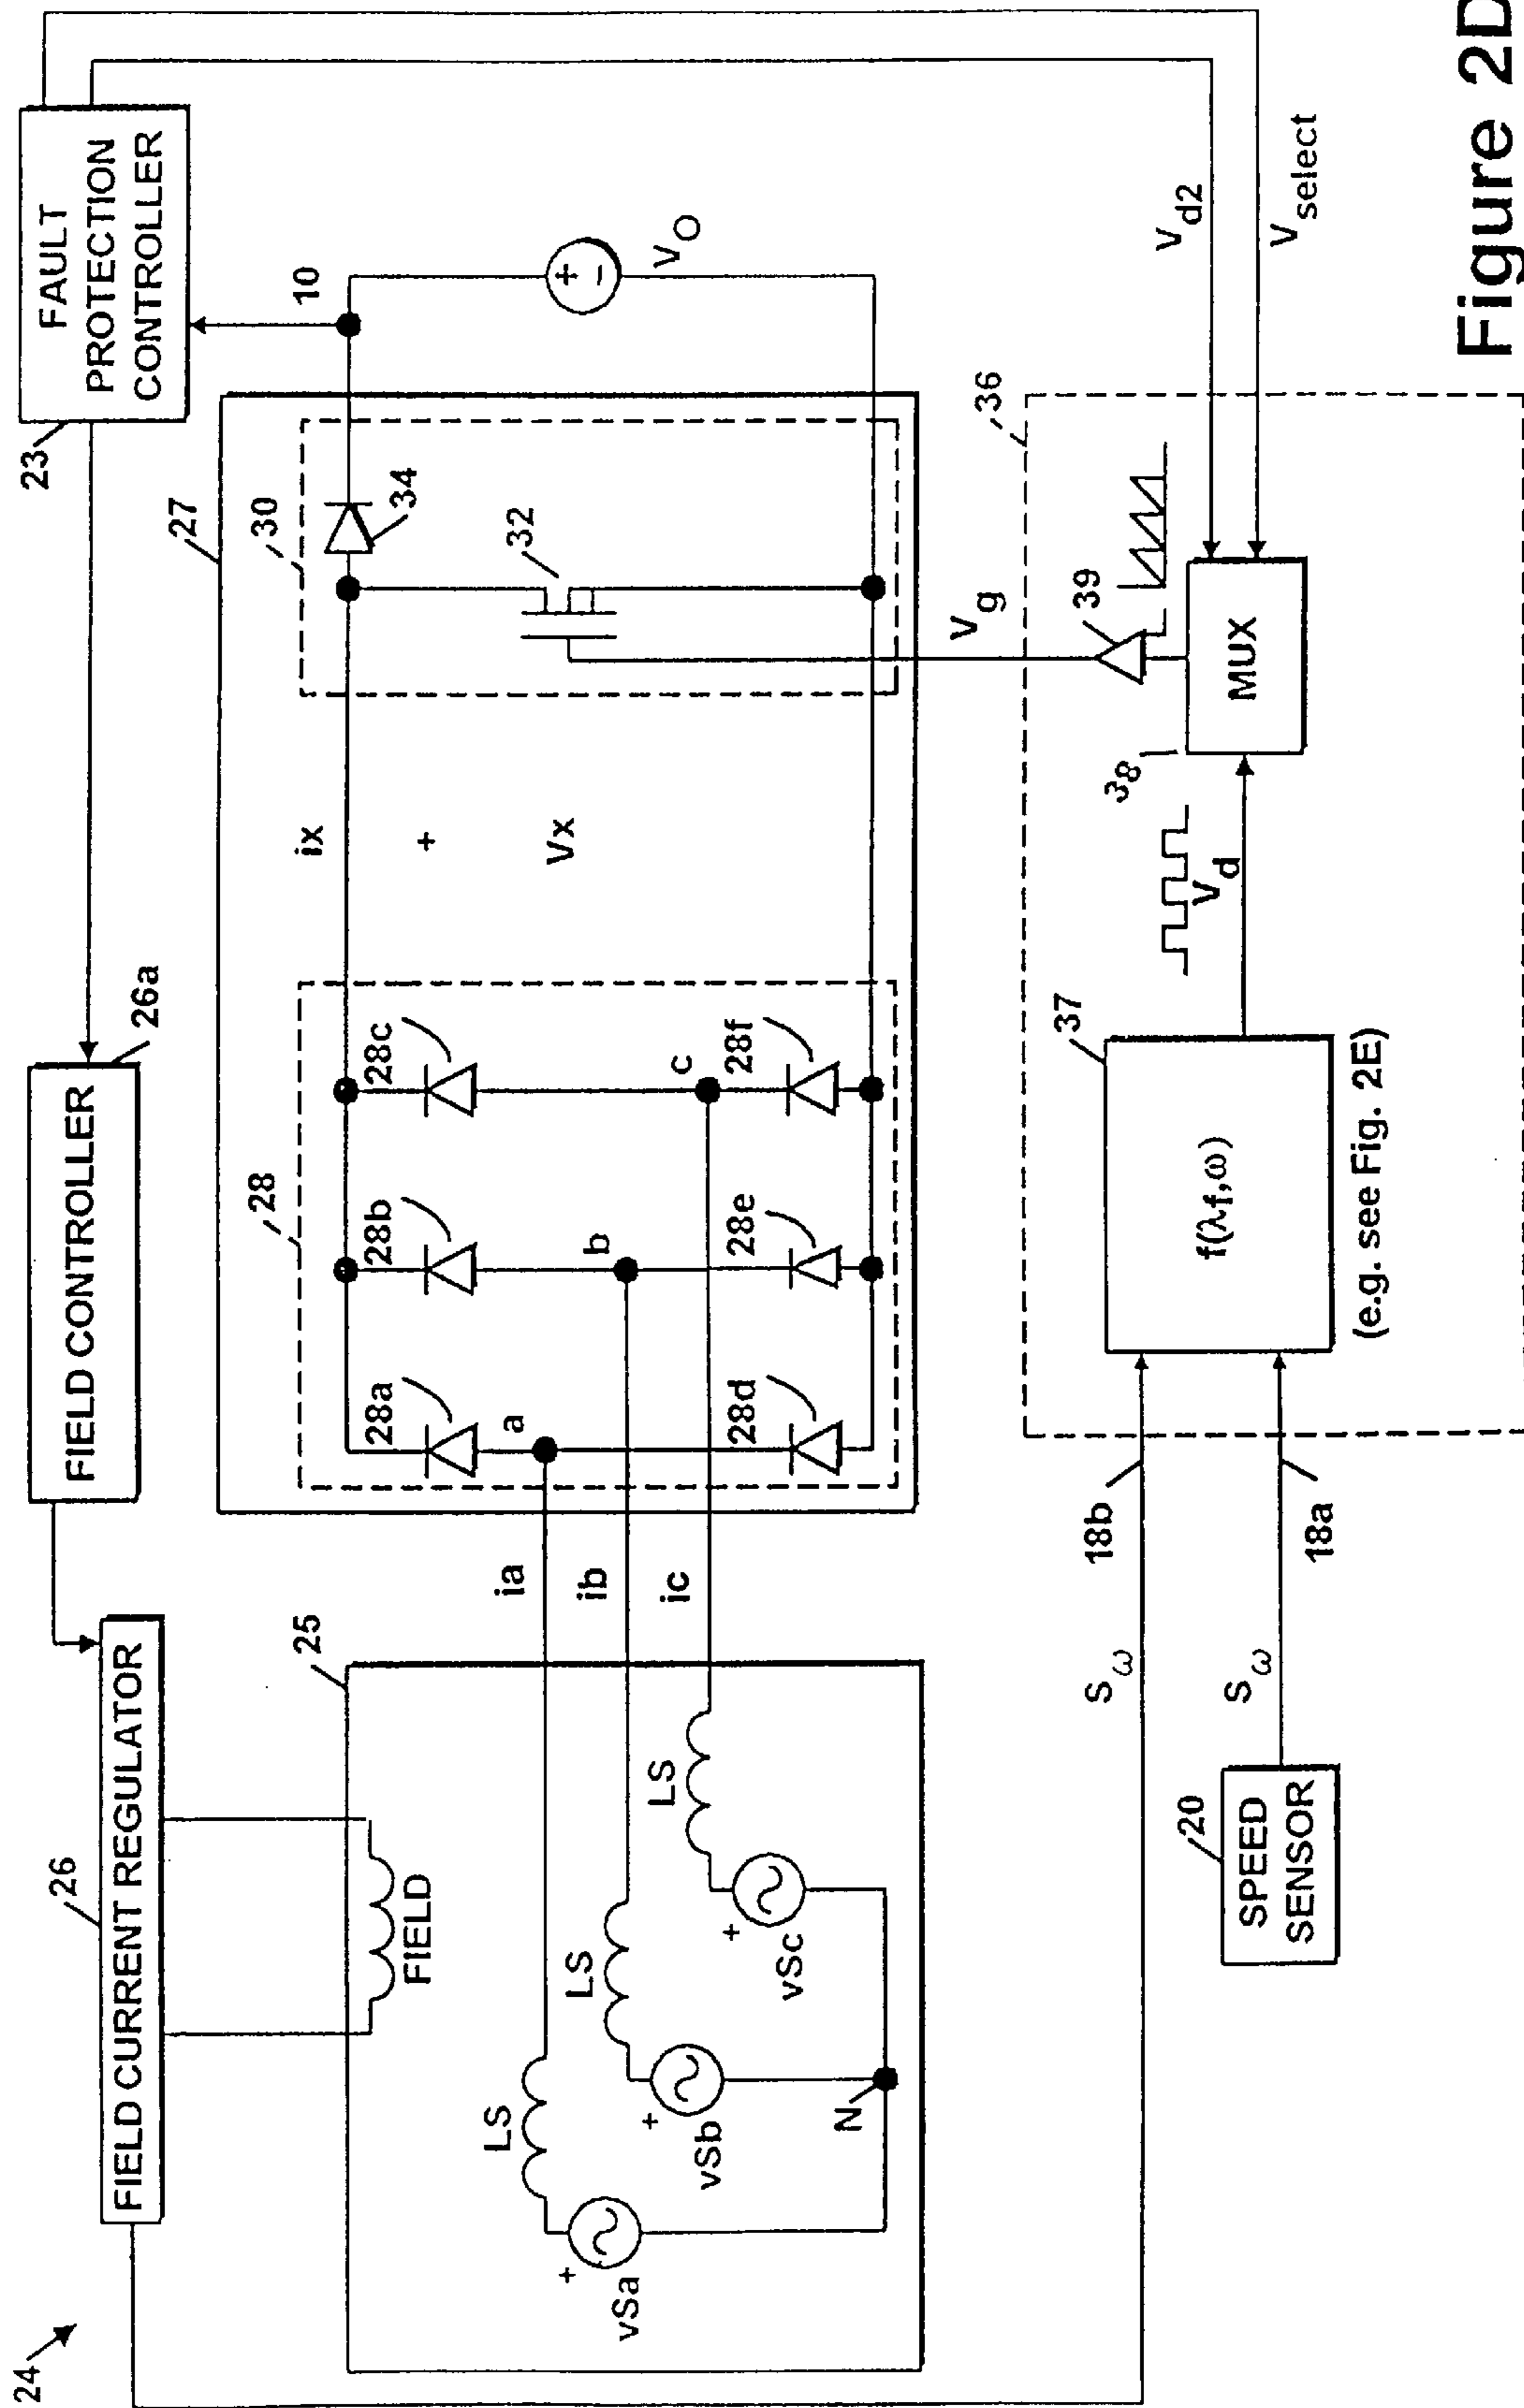 24
26
FIELD CURRENT REGULATOR
FIELD CONTROLLER
26a
23
FAULT
PROTECTION
CONTROLLER
25
FIELD
LS
LS
LS
+
vSa
+
vSb
+
vSc
N
ia
ib
ic
27
28
28a
28b
28c
a
b
c
28d
28e
28f
ix
+
Vx
30
34
32
10
+
−
VO
Vg
36
37
f(λf,ω)
(e.g. see Fig. 2E)
Vd
38
MUX
39
Vd2
Vselect
18b
Sω
18a
Sω
20
SPEED
SENSOR
Figure 2D